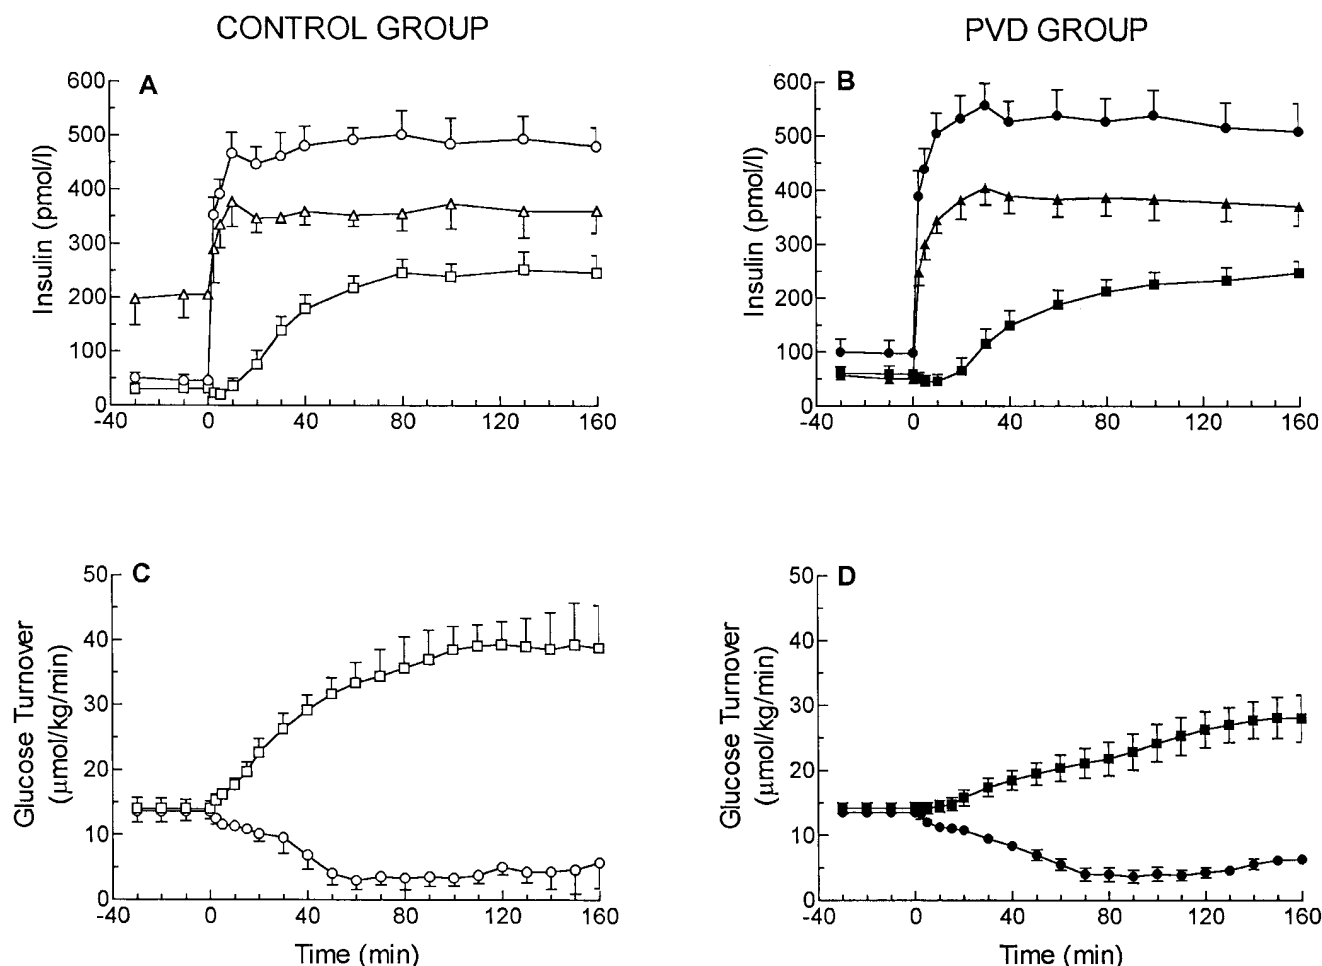 CONTROL GROUP
PVD GROUP
A
600
500
400
300
200
100
0
Insulin (pmol/l)
-40 0 40 80 120 160
B
600
500
400
300
200
100
0
Insulin (pmol/l)
-40 0 40 80 120 160
C
50
40
30
20
10
0
Glucose Turnover
(μmol/kg/min)
-40 0 40 80 120 160
Time (min)
D
50
40
30
20
10
0
Glucose Turnover
(μmol/kg/min)
-40 0 40 80 120 160
Time (min)